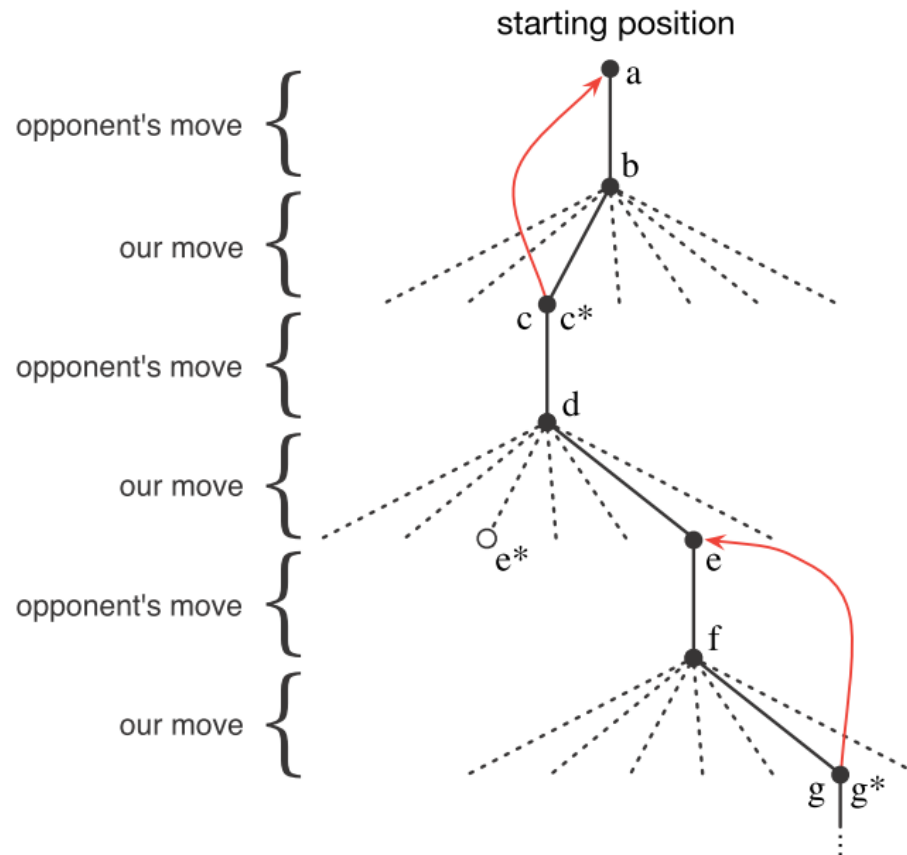 starting position
a
opponent's move
b
our move
c c*
opponent's move
d
our move
e*
e
opponent's move
f
our move
g g*